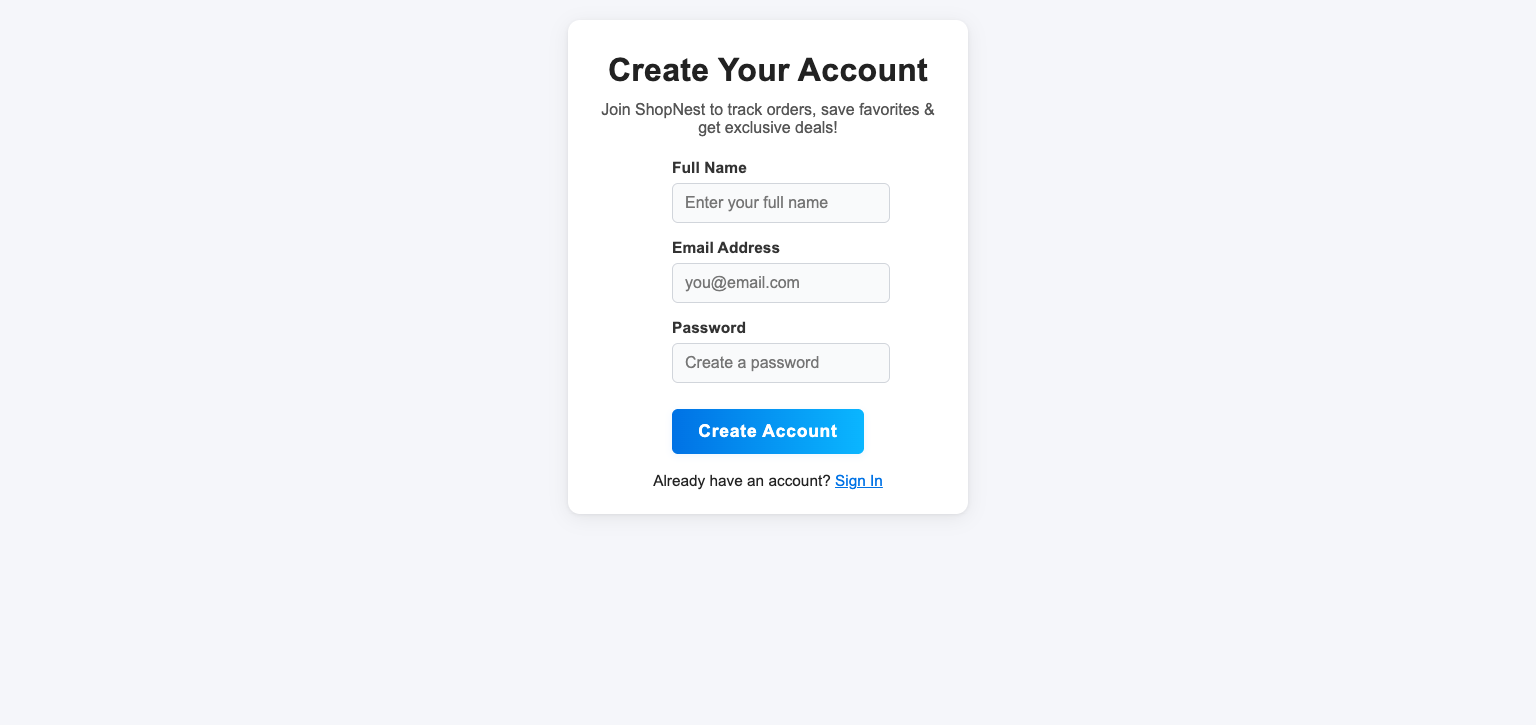 Create Your Account
Join ShopNest to track orders, save favorites &
get exclusive deals!
Full Name
Enter your full name
Email Address
you@email.com
Password
Create a password
Create Account
Already have an account? Sign In